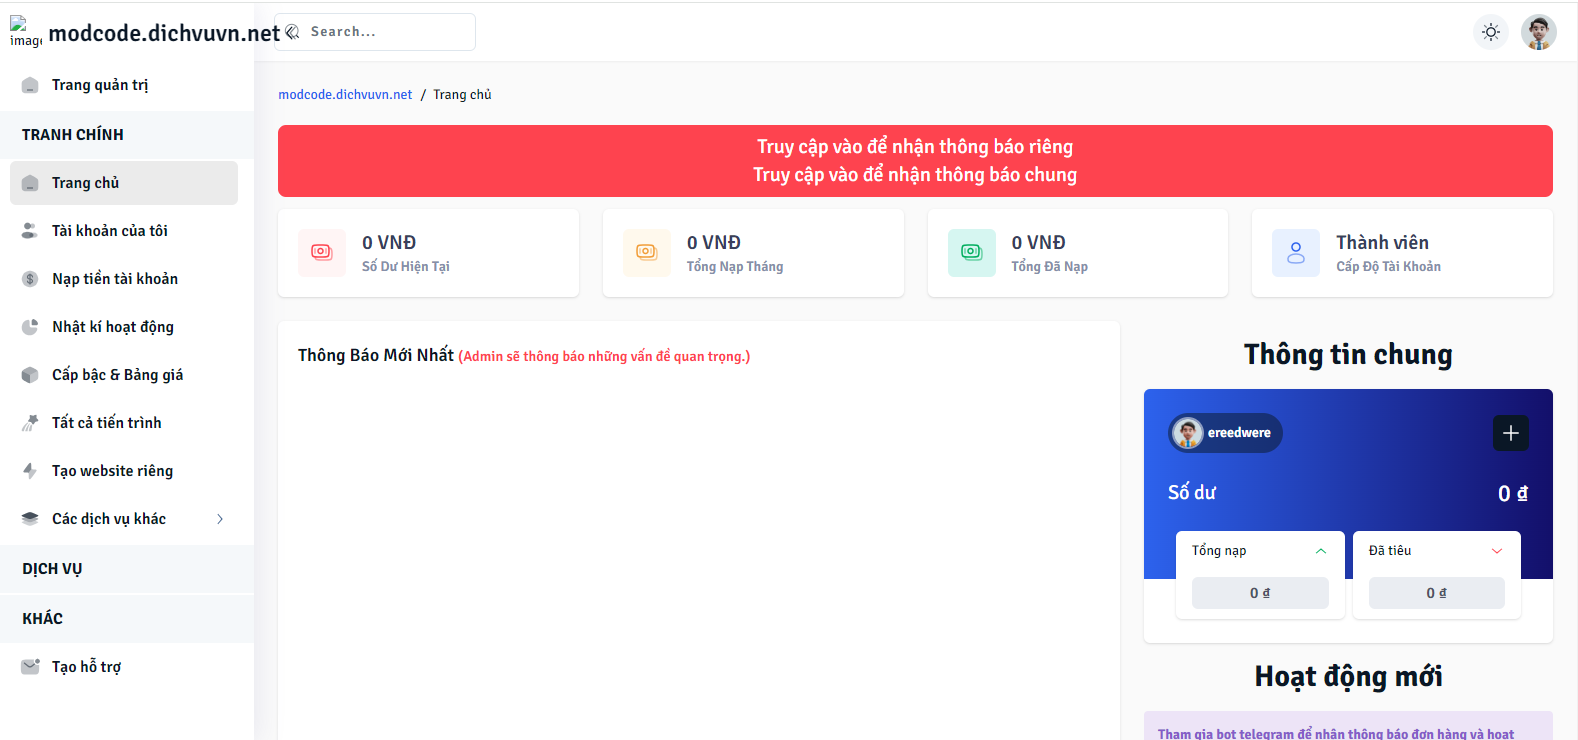 image
modcode.dichvuvn.net
Search...
Trang quản trị
TRANH CHÍNH
Trang chủ
Tài khoản của tôi
Nạp tiền tài khoản
Nhật kí hoạt động
Cấp bậc & Bảng giá
Tất cả tiến trình
Tạo website riêng
Các dịch vụ khác
DỊCH VỤ
KHÁC
Tạo hỗ trợ
modcode.dichvuvn.net / Trang chủ
Truy cập vào để nhận thông báo riêng
Truy cập vào để nhận thông báo chung
0 VNĐ
Số Dư Hiện Tại
0 VNĐ
Tổng Nạp Tháng
0 VNĐ
Tổng Đã Nạp
Thành viên
Cấp Độ Tài Khoản
Thông Báo Mới Nhất (Admin sẽ thông báo những vấn đề quan trọng.)
Thông tin chung
ereedwere
Số dư
0 ₫
Tổng nạp
0 ₫
Đã tiêu
0 ₫
Hoạt động mới
Tham gia bot telegram để nhận thông báo đơn hàng và hoạt